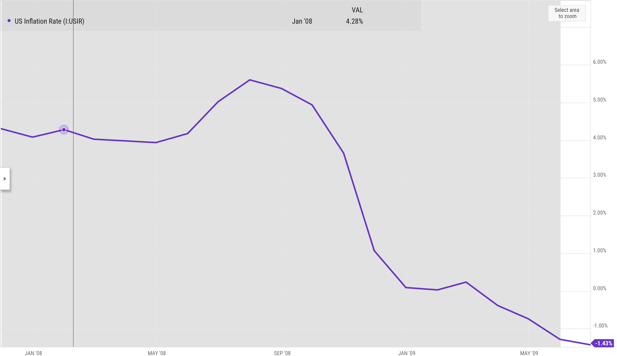 VAL
US Inflation Rate (I:USIR) Jan '08 4.28%
Select area
to zoom
6.00%
5.00%
4.00%
3.00%
2.00%
1.00%
0.00%
-1.00%
-1.43%
JAN '08 MAY '08 SEP '08 JAN '09 MAY '09